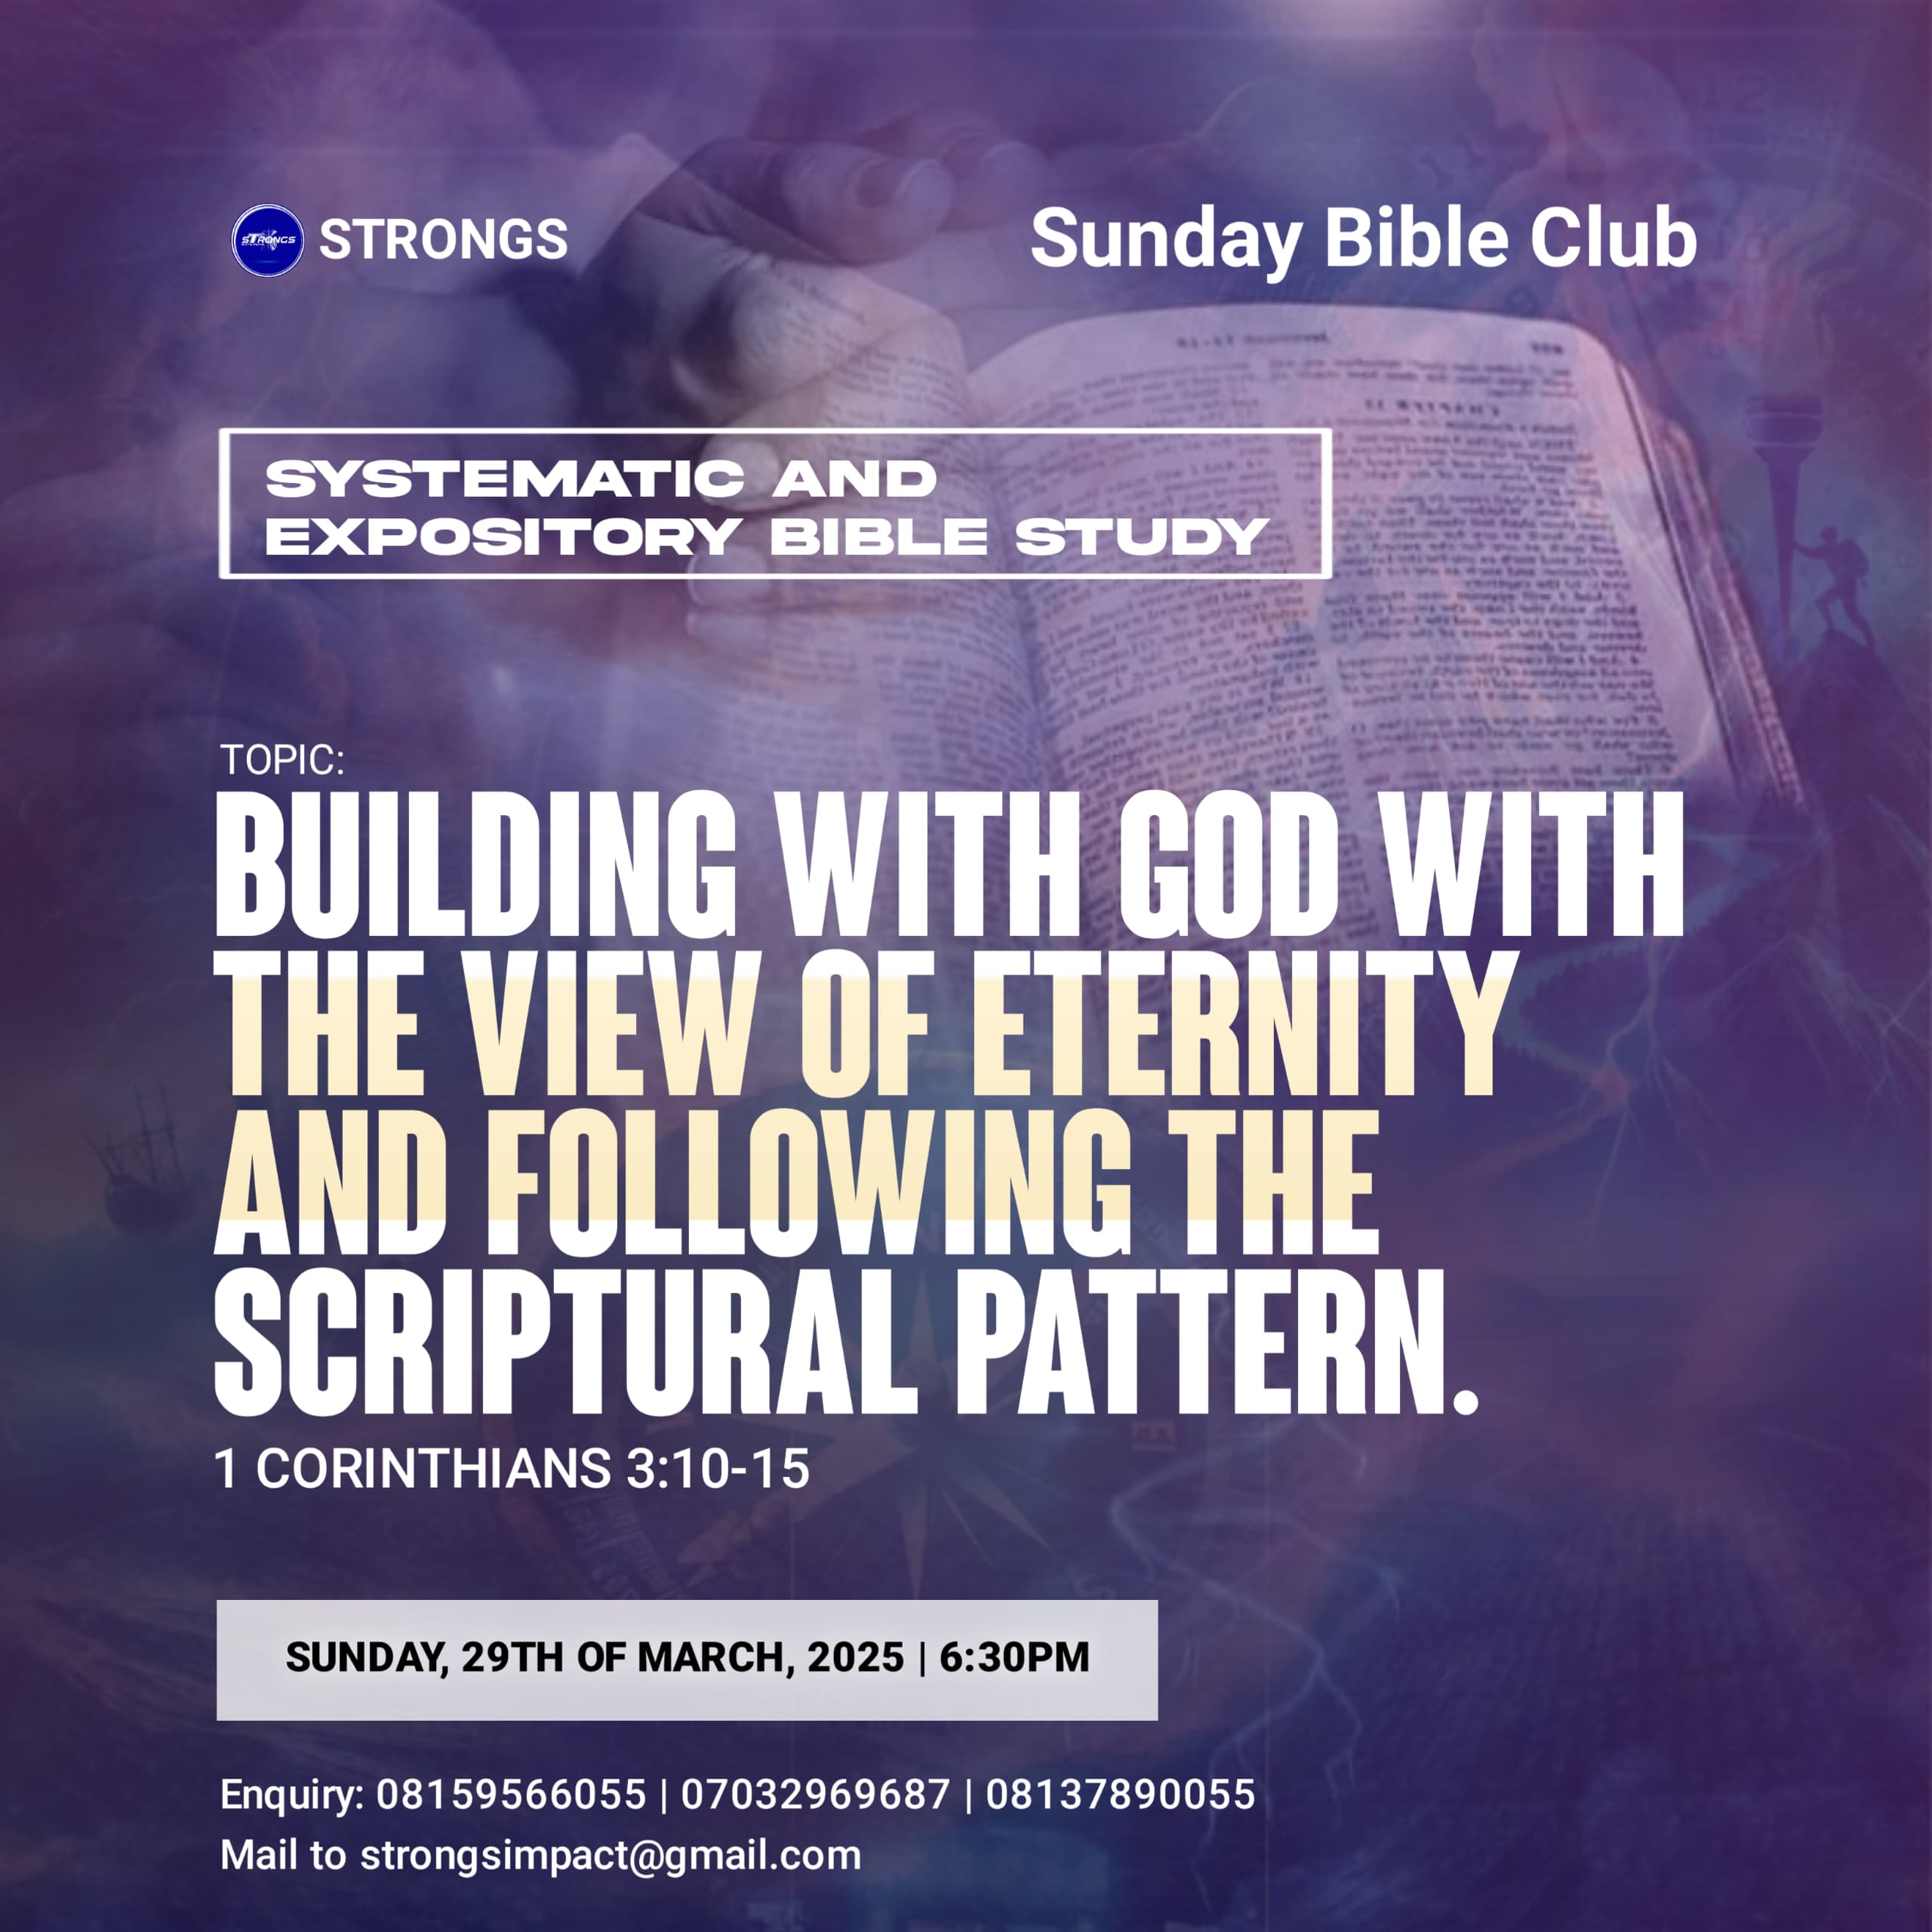 STRONGS
STRONGS
Sunday Bible Club
SYSTEMATIC AND
EXPOSITORY BIBLE STUDY
TOPIC:
BUILDING WITH GOD WITH
THE VIEW OF ETERNITY
AND FOLLOWING THE
SCRIPTURAL PATTERN.
1 CORINTHIANS 3:10-15
SUNDAY, 29TH OF MARCH, 2025 | 6:30PM
Enquiry: 08159566055 | 07032969687 | 08137890055
Mail to strongsimpact@gmail.com